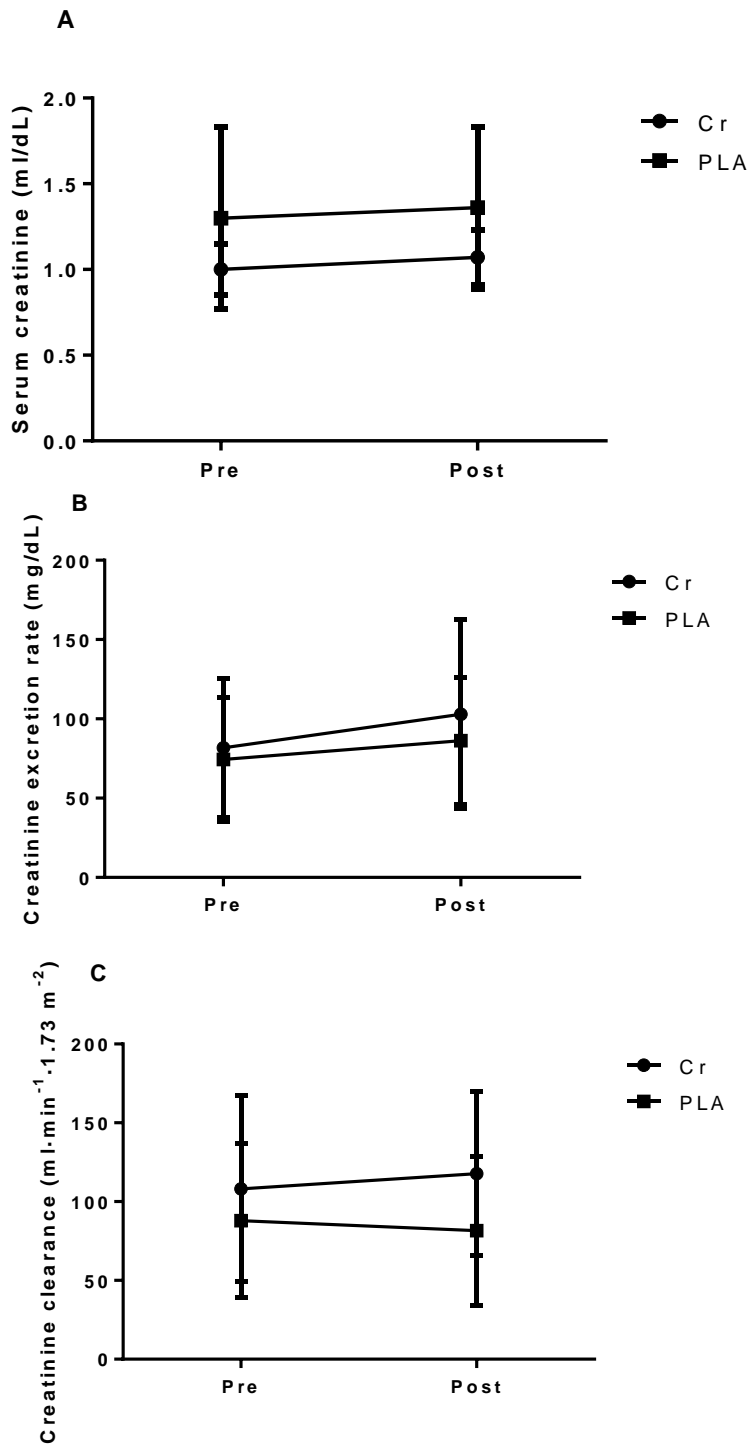 A
Serum creatinine (ml/dL)
2.0
1.5
1.0
0.5
0.0
Pre
Post
Cr
PLA
B
Creatinine excretion rate (mg/dL)
200
150
100
50
0
Pre
Post
Cr
PLA
C
Creatinine clearance (ml·min⁻¹·1.73 m⁻²)
200
150
100
50
0
Pre
Post
Cr
PLA